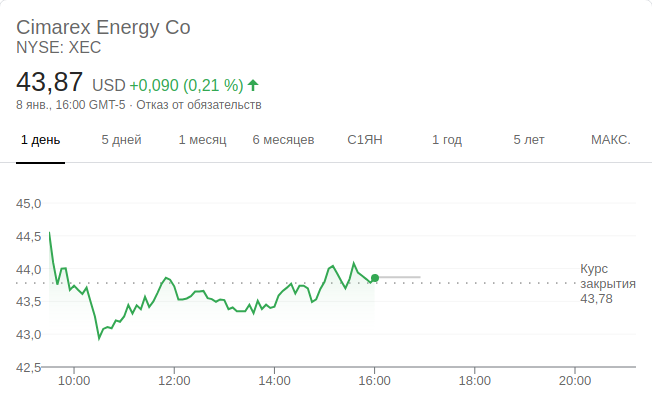 Cimarex Energy Co
NYSE: XEC
43,87 USD +0,090 (0,21 %)
8 янв., 16:00 GMT-5 · Отказ от обязательств
1 день 5 дней 1 месяц 6 месяцев С1ЯН 1 год 5 лет МАКС.
45,0
44,5
44,0
43,5
43,0
42,5
Курс
закрытия
43,78
10:00 12:00 14:00 16:00 18:00 20:00